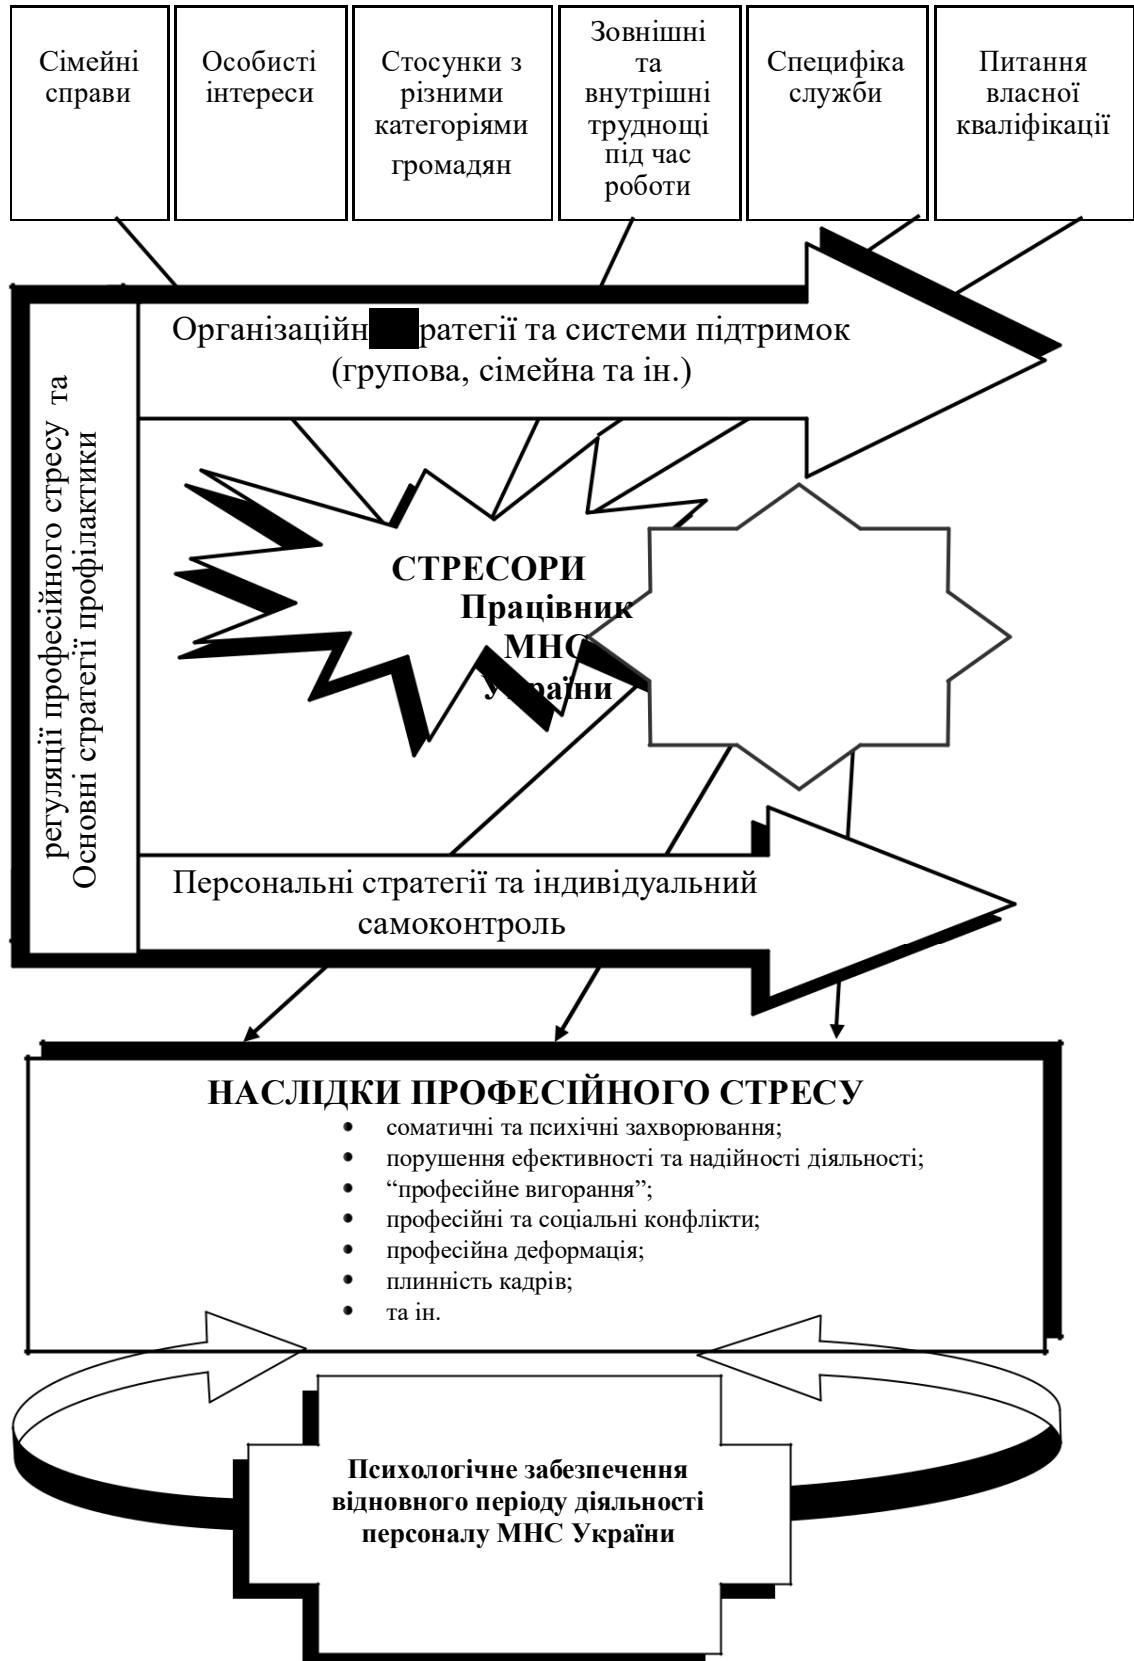 Сімейні
справи
Особисті
інтереси
Стосунки з
різними
категоріями
громадян
Зовнішні
та
внутрішні
труднощі
під час
роботи
Специфіка
служби
Питання
власної
кваліфікації
Організаційн ратегії та системи підтримок
(групова, сімейна та ін.)
регуляції професійного стресу та
Основні стратегії профілактики
СТРЕСОРИ
Працівник
МНС
України
Персональні стратегії та індивідуальний
самоконтроль
НАСЛІДКИ ПРОФЕСІЙНОГО СТРЕСУ
• соматичні та психічні захворювання;
• порушення ефективності та надійності діяльності;
• “професійне вигорання”;
• професійні та соціальні конфлікти;
• професійна деформація;
• плинність кадрів;
• та ін.
Психологічне забезпечення
відновного періоду діяльності
персоналу МНС України